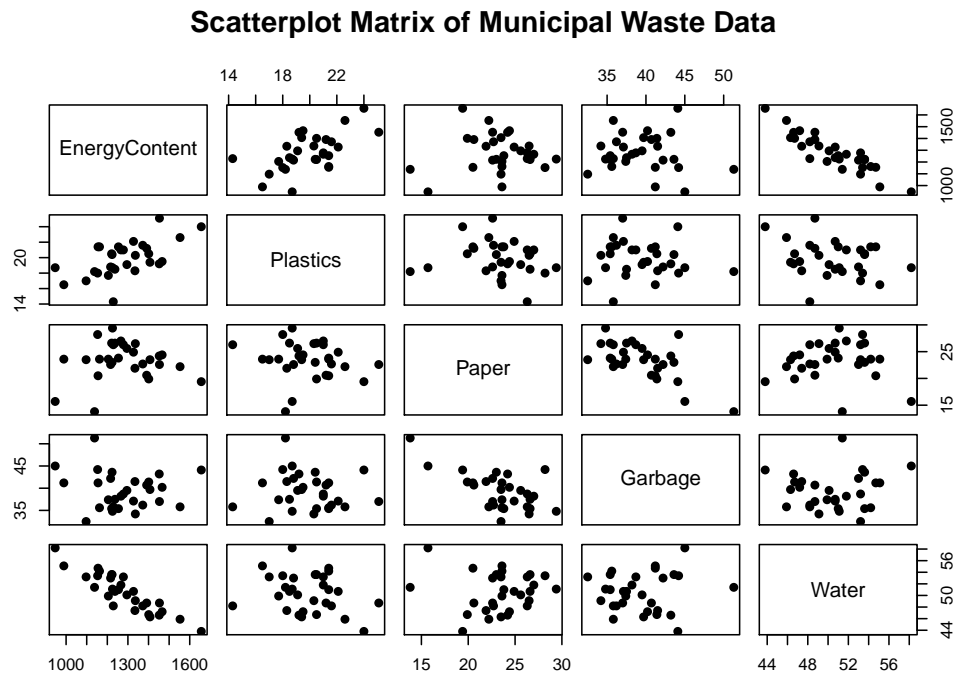 Scatterplot Matrix of Municipal Waste Data
14 18 22
35 40 45 50
EnergyContent
1000 1500
Plastics
14 20
Paper
15 25
Garbage
35 45
Water
44 50 56
1000 1300 1600
15 20 25 30
44 48 52 56